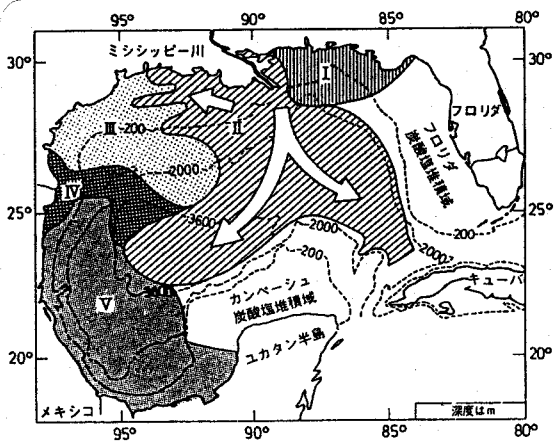 95°
90°
85°
80°
ミシシッピー川
30°
I
30°
フロリダ
III
-200
II
フロリダ
炭酸塩堆積域
-2000
IV
25°
3600
2000
200
25°
-200
-2000
V
カンペーシュ
炭酸塩堆積域
キューバ
ユカタン半島
20°
20°
メキシコ
深度はm
95°
90°
85°
80°